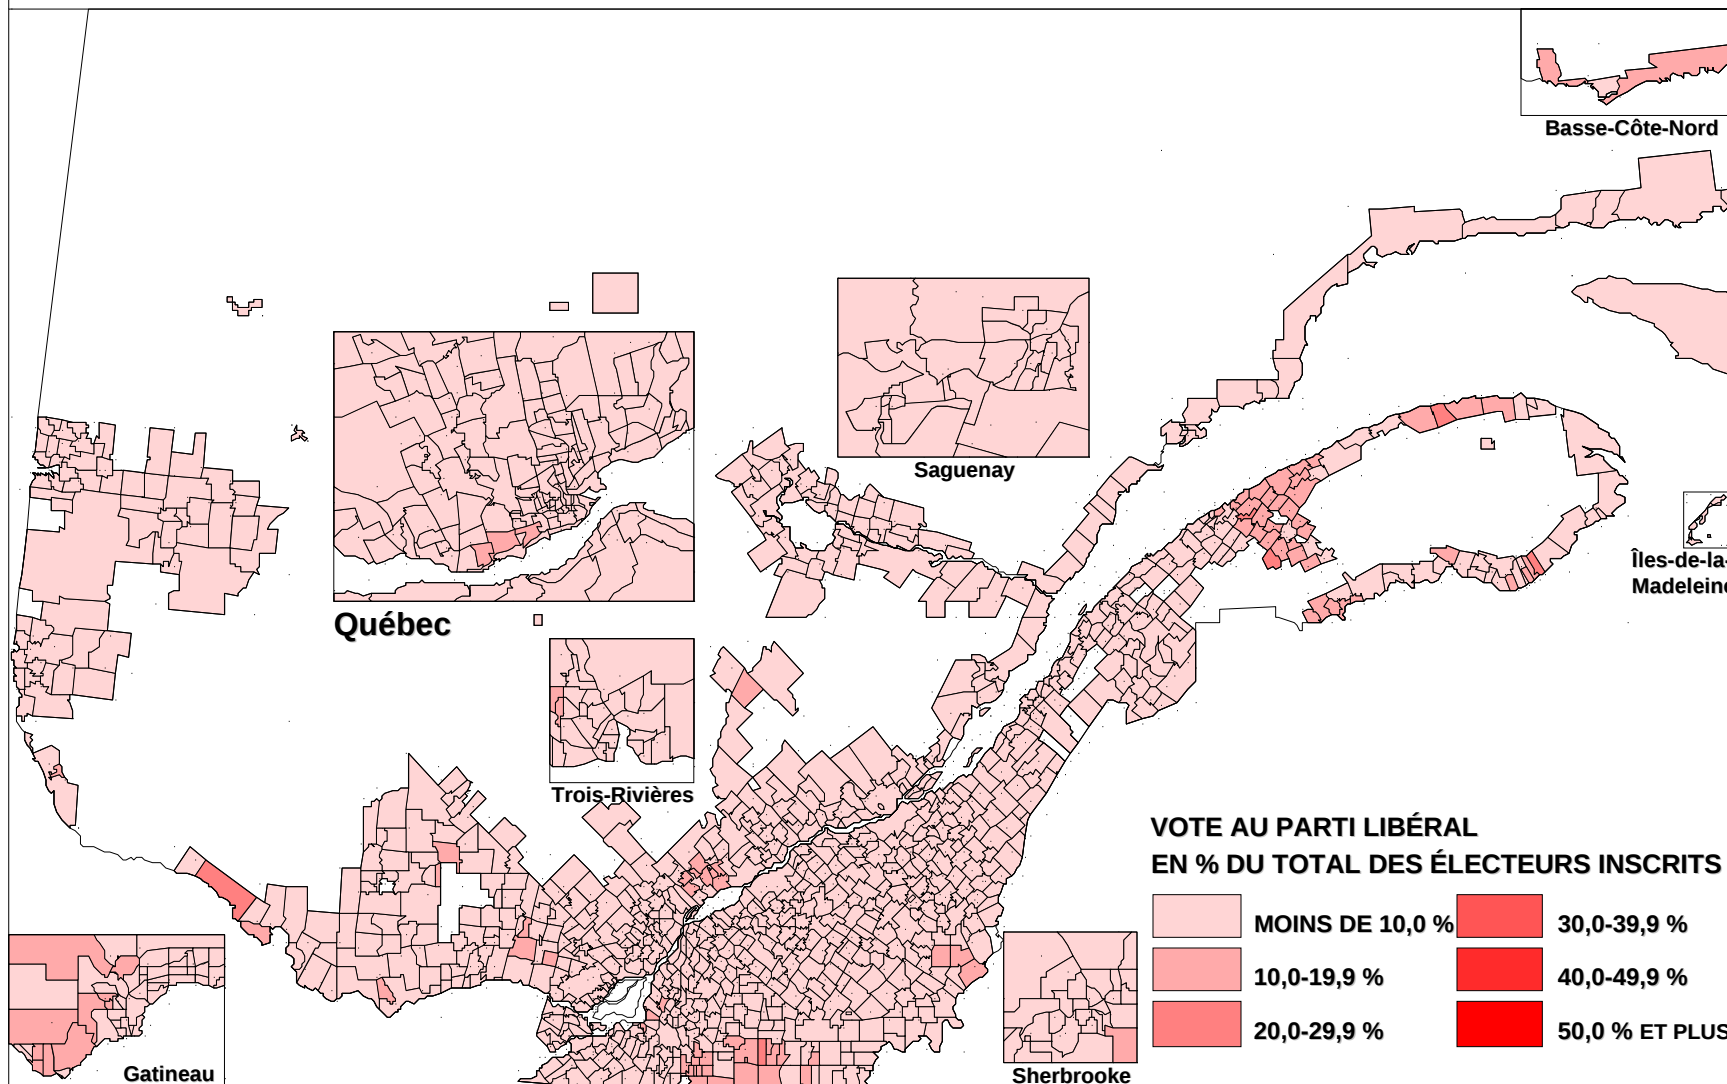 Basse-Côte-Nord
Saguenay
Québec
Îles-de-la-
Madeleine
Trois-Rivières
VOTE AU PARTI LIBÉRAL
EN % DU TOTAL DES ÉLECTEURS INSCRITS
MOINS DE 10,0 %
30,0-39,9 %
10,0-19,9 %
40,0-49,9 %
20,0-29,9 %
50,0 % ET PLUS
Gatineau
Sherbrooke